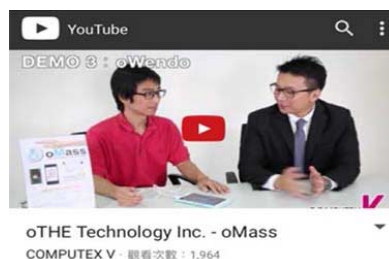 YouTube
DEMO 3 : oWendo
oMass
oTHE Technology Inc. - oMass
COMPUTEX V · 觀看次數：1,964